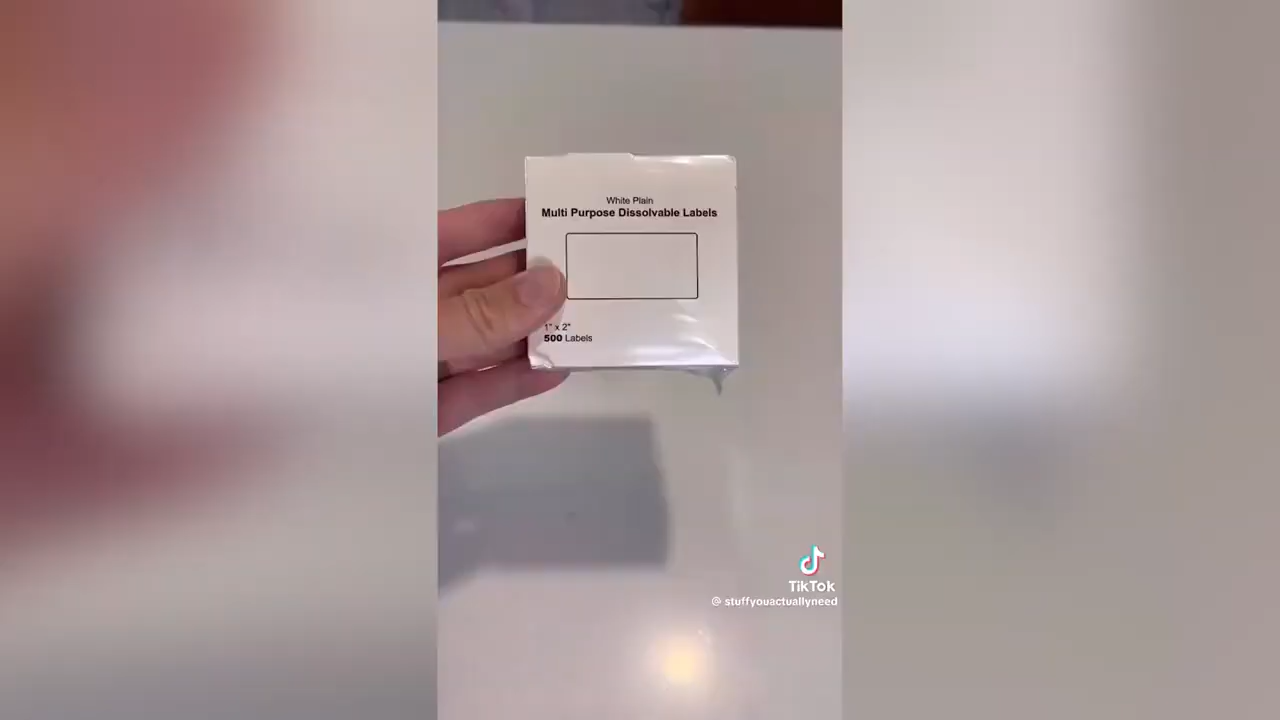 White Plain
Multi Purpose Dissolvable Labels
1" x 2"
500 Labels
TikTok
@ stuffyouactuallyneed